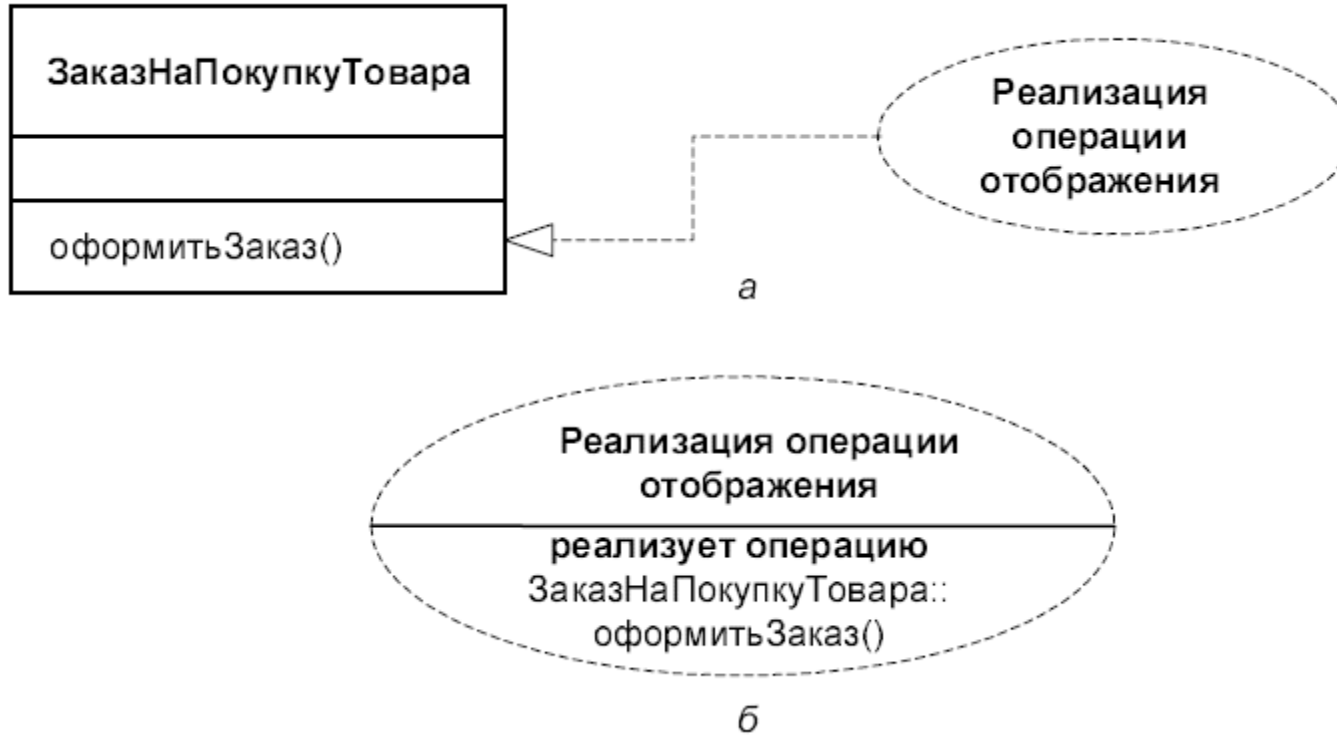 ЗаказНаПокупкуТовара
оформитьЗаказ()
Реализация
операции
отображения
а
Реализация операции
отображения
реализует операцию
ЗаказНаПокупкуТовара::
оформитьЗаказ()
б